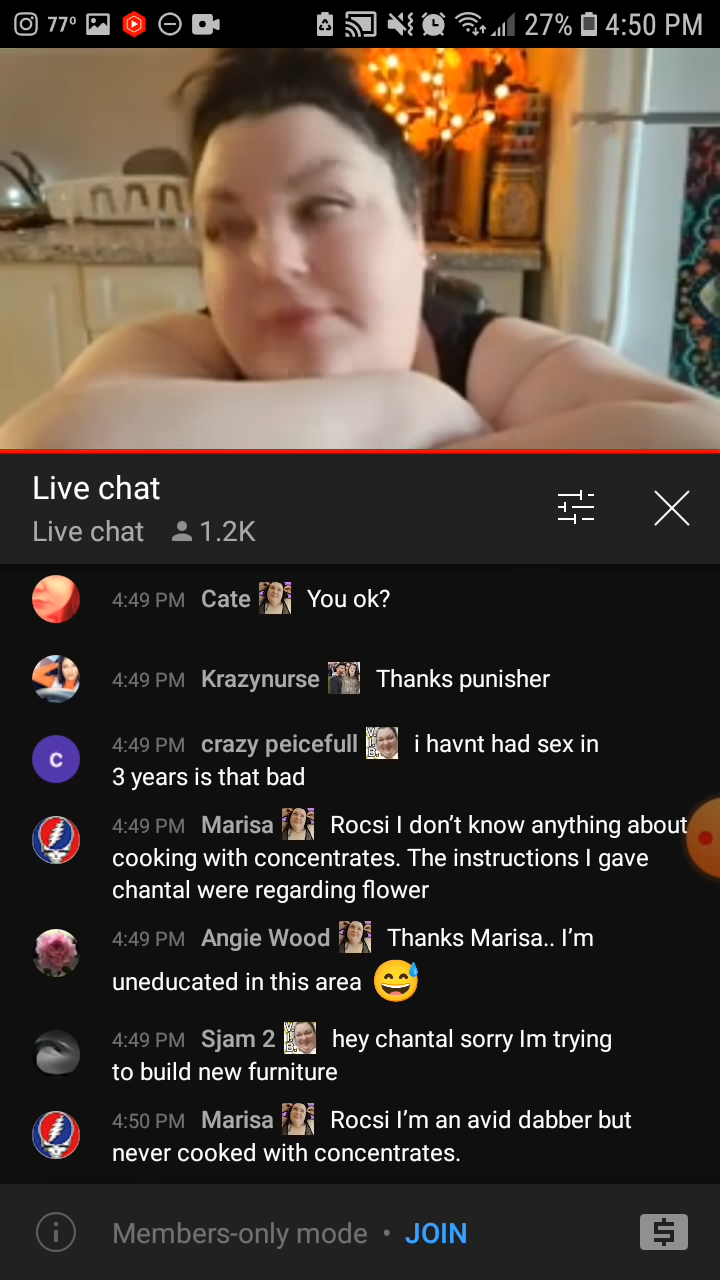 77° 27% 4:50 PM
Live chat
Live chat 1.2K
4:49 PM Cate You ok?
4:49 PM Krazynurse Thanks punisher
4:49 PM crazy peicefull i havnt had sex in
3 years is that bad
C
4:49 PM Marisa Rocsi I don’t know anything about
cooking with concentrates. The instructions I gave
chantal were regarding flower
4:49 PM Angie Wood Thanks Marisa.. I’m
uneducated in this area 😅
4:49 PM Sjam 2 hey chantal sorry Im trying
to build new furniture
4:50 PM Marisa Rocsi I’m an avid dabber but
never cooked with concentrates.
Members-only mode • JOIN
$